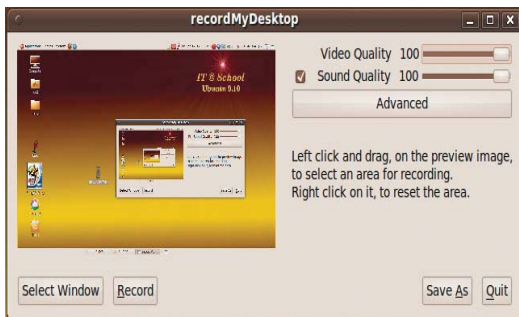 recordMyDesktop
IT @ School
Ubuntu 9.10
Video Quality 100
Sound Quality 100
Advanced
Left click and drag, on the preview image,
to select an area for recording.
Right click on it, to reset the area.
Select Window Record
Save As Quit